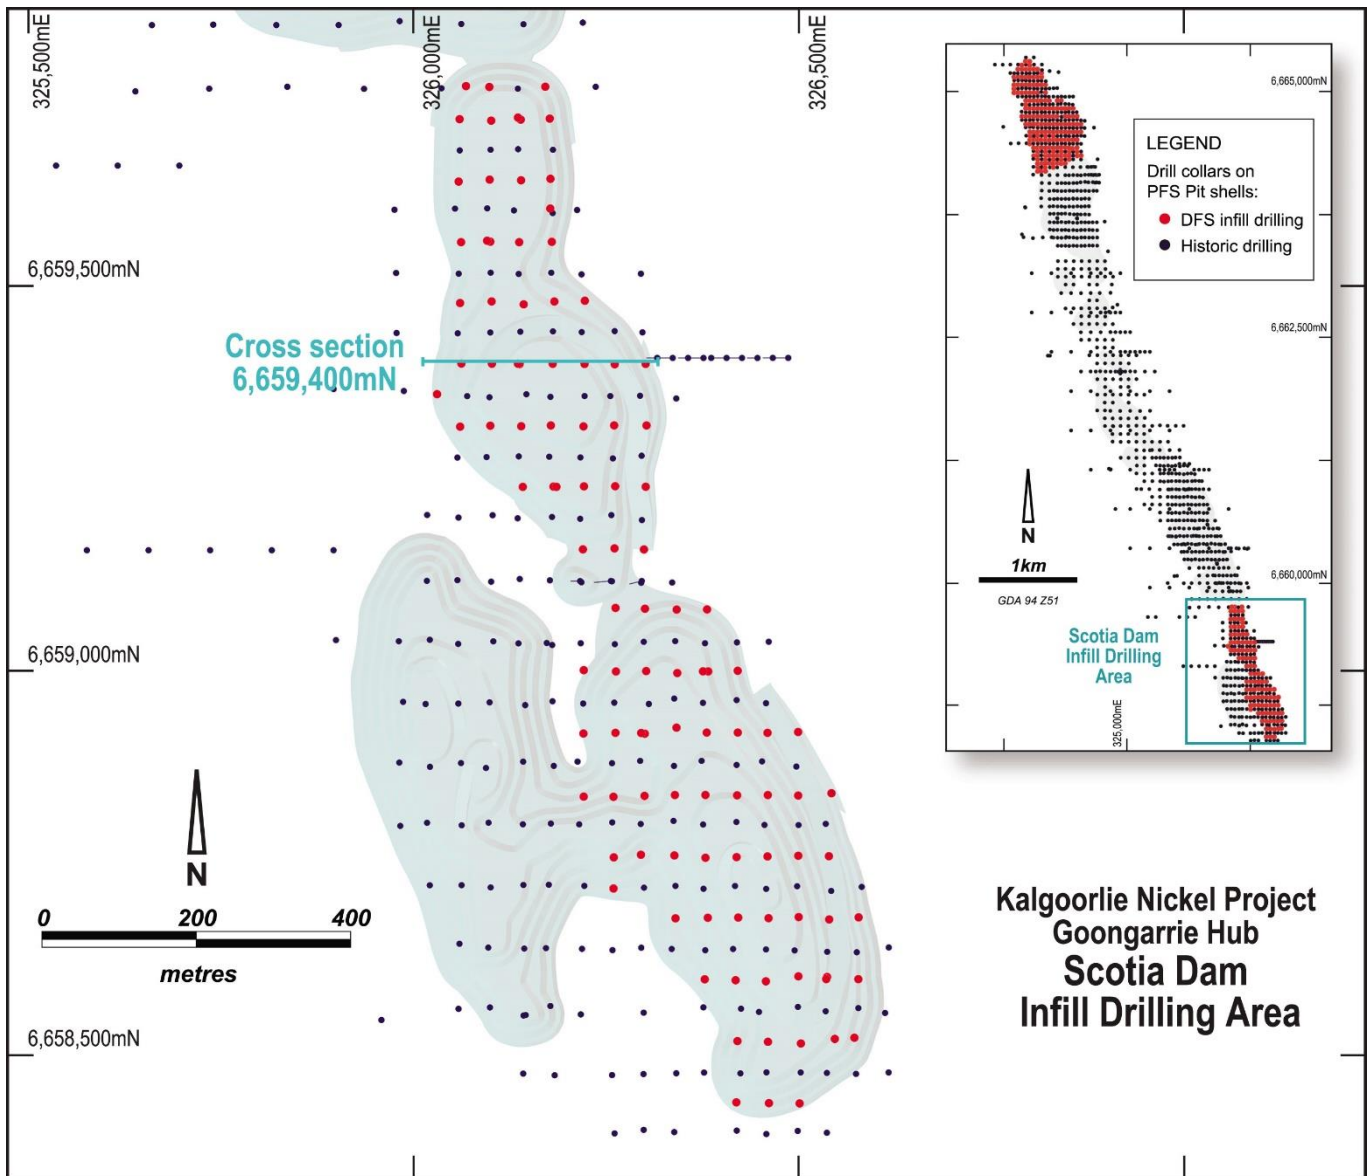 325,500mE
326,000mE
326,500mE
6,659,500mN
Cross section
6,659,400mN
6,659,000mN
N
0 200 400
metres
6,658,500mN
6,665,000mN
LEGEND
Drill collars on
PFS Pit shells:
DFS infill drilling
Historic drilling
6,662,500mN
N
1km
GDA 94 Z51
6,660,000mN
Scotia Dam
Infill Drilling
Area
325,000mE
Kalgoorlie Nickel Project
Goongarrie Hub
Scotia Dam
Infill Drilling Area